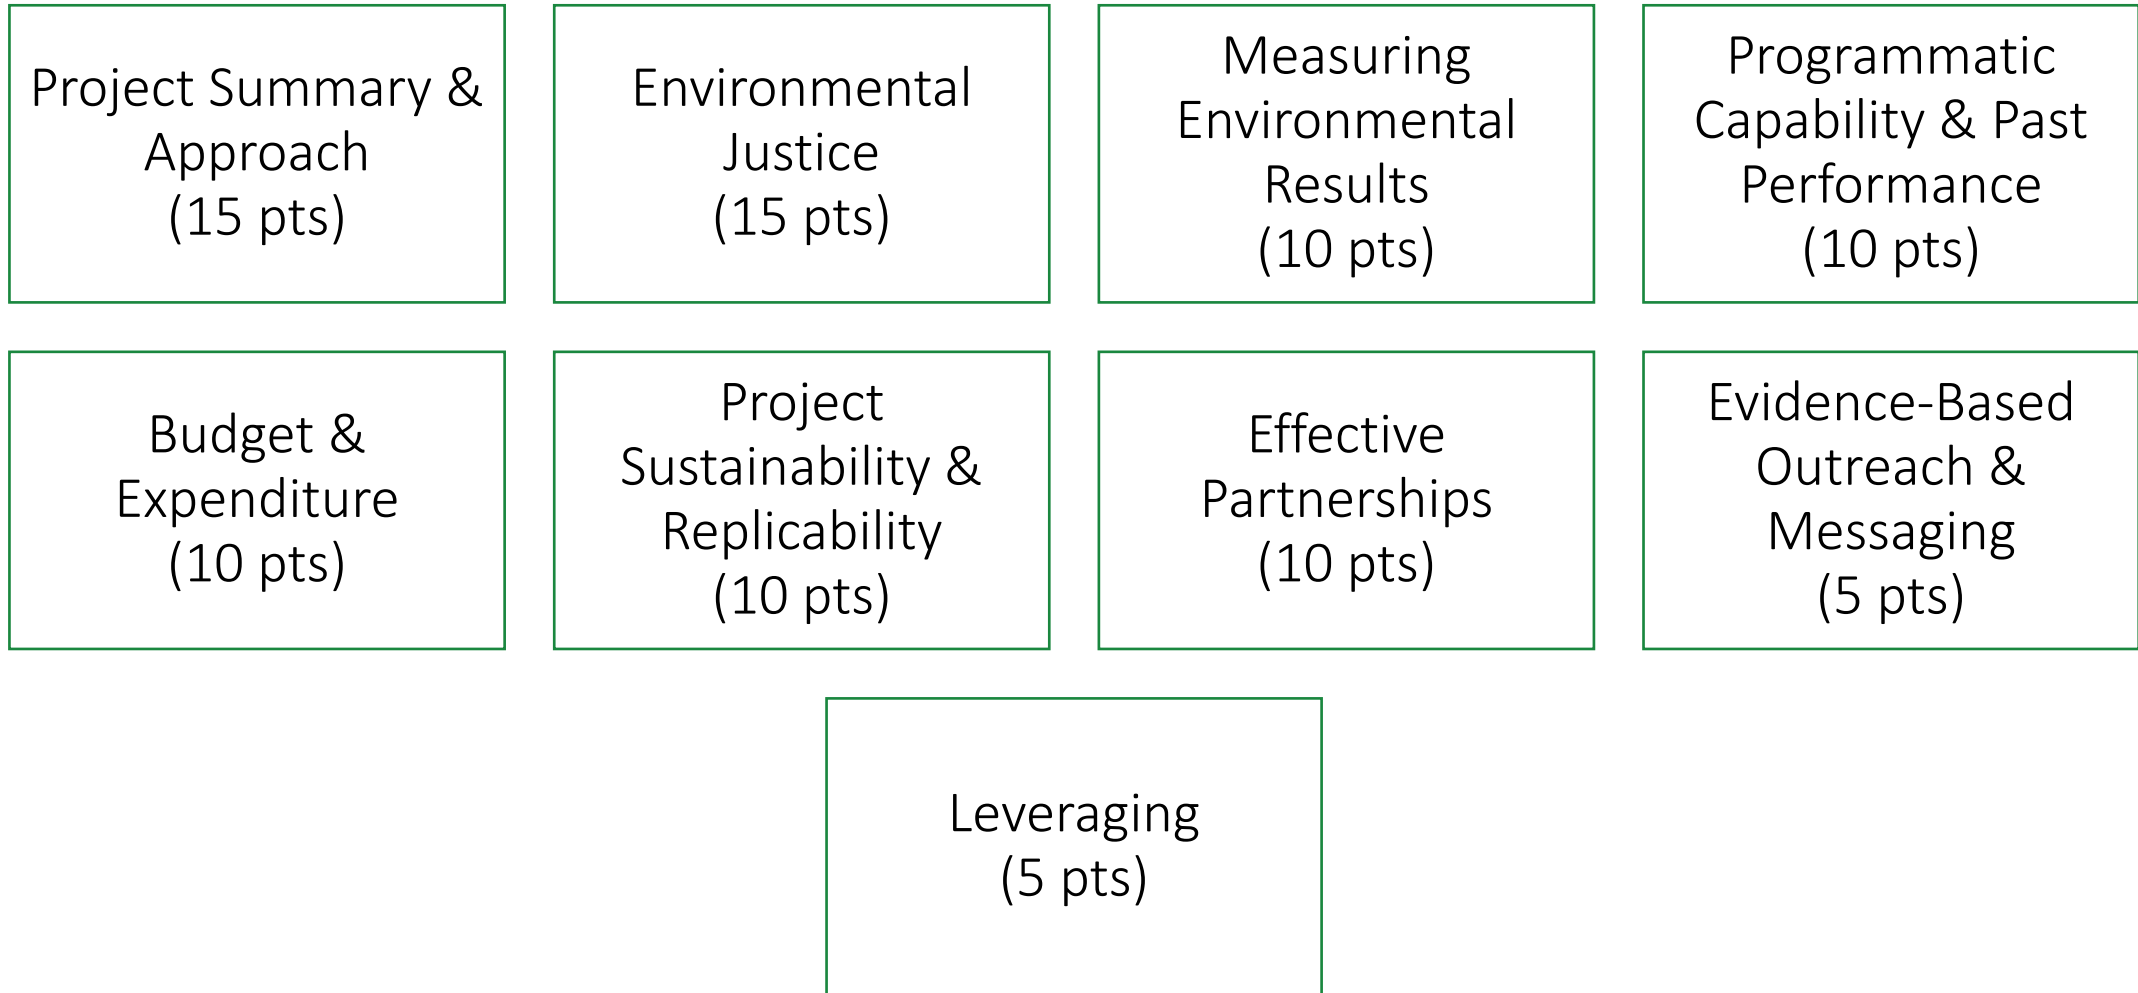 Project Summary &
Approach
(15 pts)
Environmental
Justice
(15 pts)
Measuring
Environmental
Results
(10 pts)
Programmatic
Capability & Past
Performance
(10 pts)
Budget &
Expenditure
(10 pts)
Project
Sustainability &
Replicability
(10 pts)
Effective
Partnerships
(10 pts)
Evidence-Based
Outreach &
Messaging
(5 pts)
Leveraging
(5 pts)